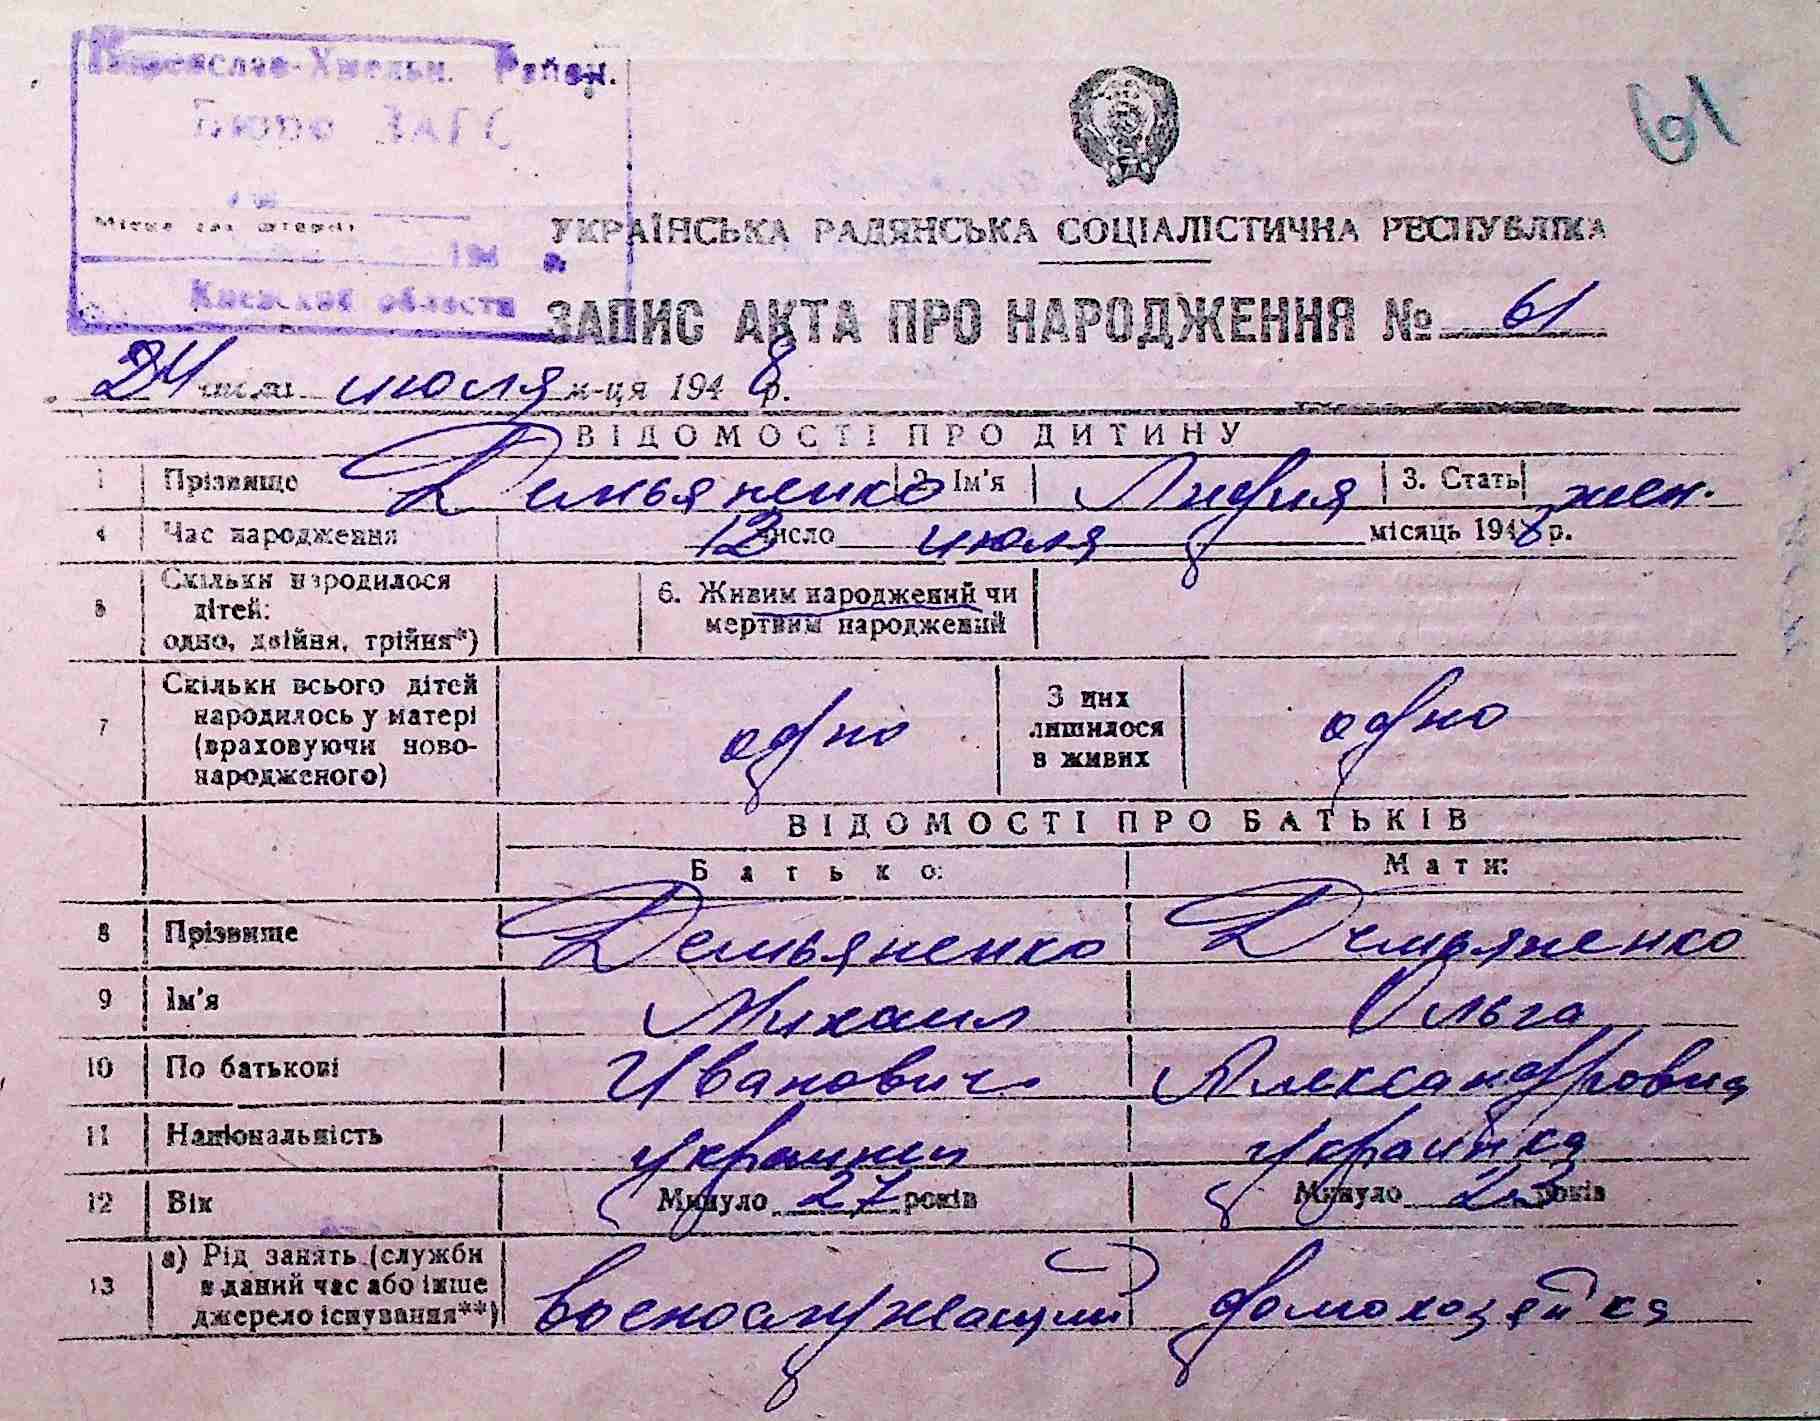 Переяслав-Хмельн. Район.
Бюро ЗАГС
194
Киевской области
61
УКРАЇНСЬКА РАДЯНСЬКА СОЦІАЛІСТИЧНА РЕСПУБЛІКА
ЗАПИС АКТА ПРО НАРОДЖЕННЯ № 61
24 числа июля м-ця 1948 р.
ВІДОМОСТІ ПРО ДИТИНУ
1 Прізвище Демьяненко 2. Ім'я Лидия 3. Стать жен.
4 Час народження число июля місяць 1948 р.
5 Скільки народилося дітей: одно, двійня, трійня*) 6. Живим народжений чи мертвим народжений
7 Скільки всього дітей народилось у матері (враховуючи новонародженого) одно З них лишилося в живих одно
ВІДОМОСТІ ПРО БАТЬКІВ
Батько: Мати:
8 Прізвище Демьяненко Демьяненко
9 Ім'я Михаил Ольга
10 По батькові Иванович Александровна
11 Національність украинец украинка
12 Вік Минуло 27 років Минуло 23 років
13 а) Рід занять (служби в даний час або інше джерело існування**) военослужащий домохозяйка